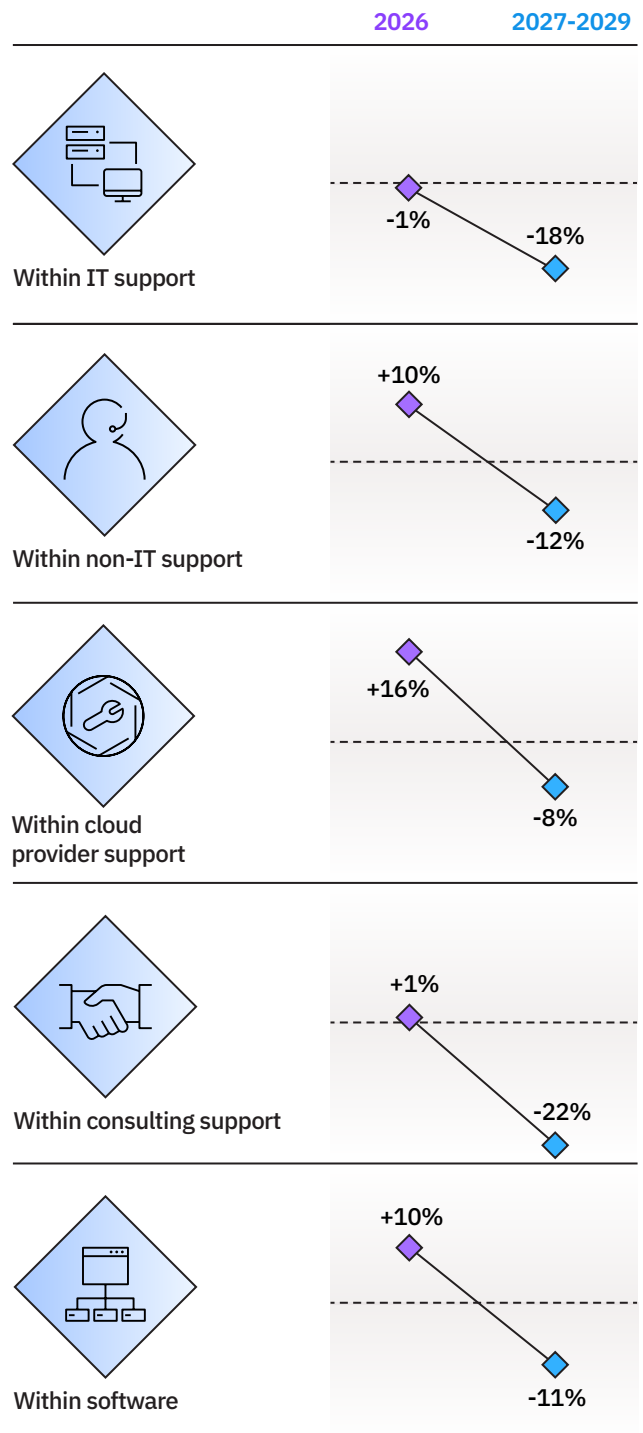 2026 2027-2029
-1%
-18%
Within IT support
+10%
-12%
Within non-IT support
+16%
-8%
Within cloud
provider support
+1%
-22%
Within consulting support
+10%
-11%
Within software